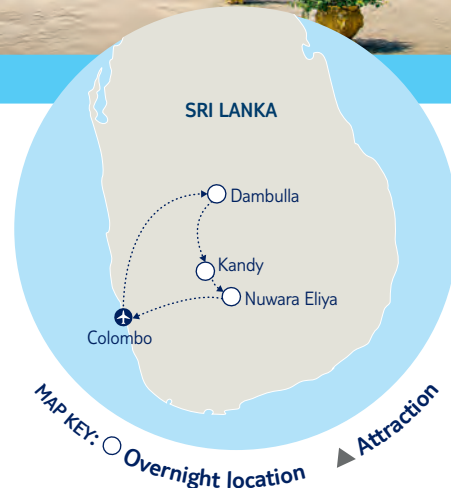 SRI LANKA
Dambulla
Kandy
Nuwara Eliya
Colombo
MAP KEY: Overnight location
Attraction